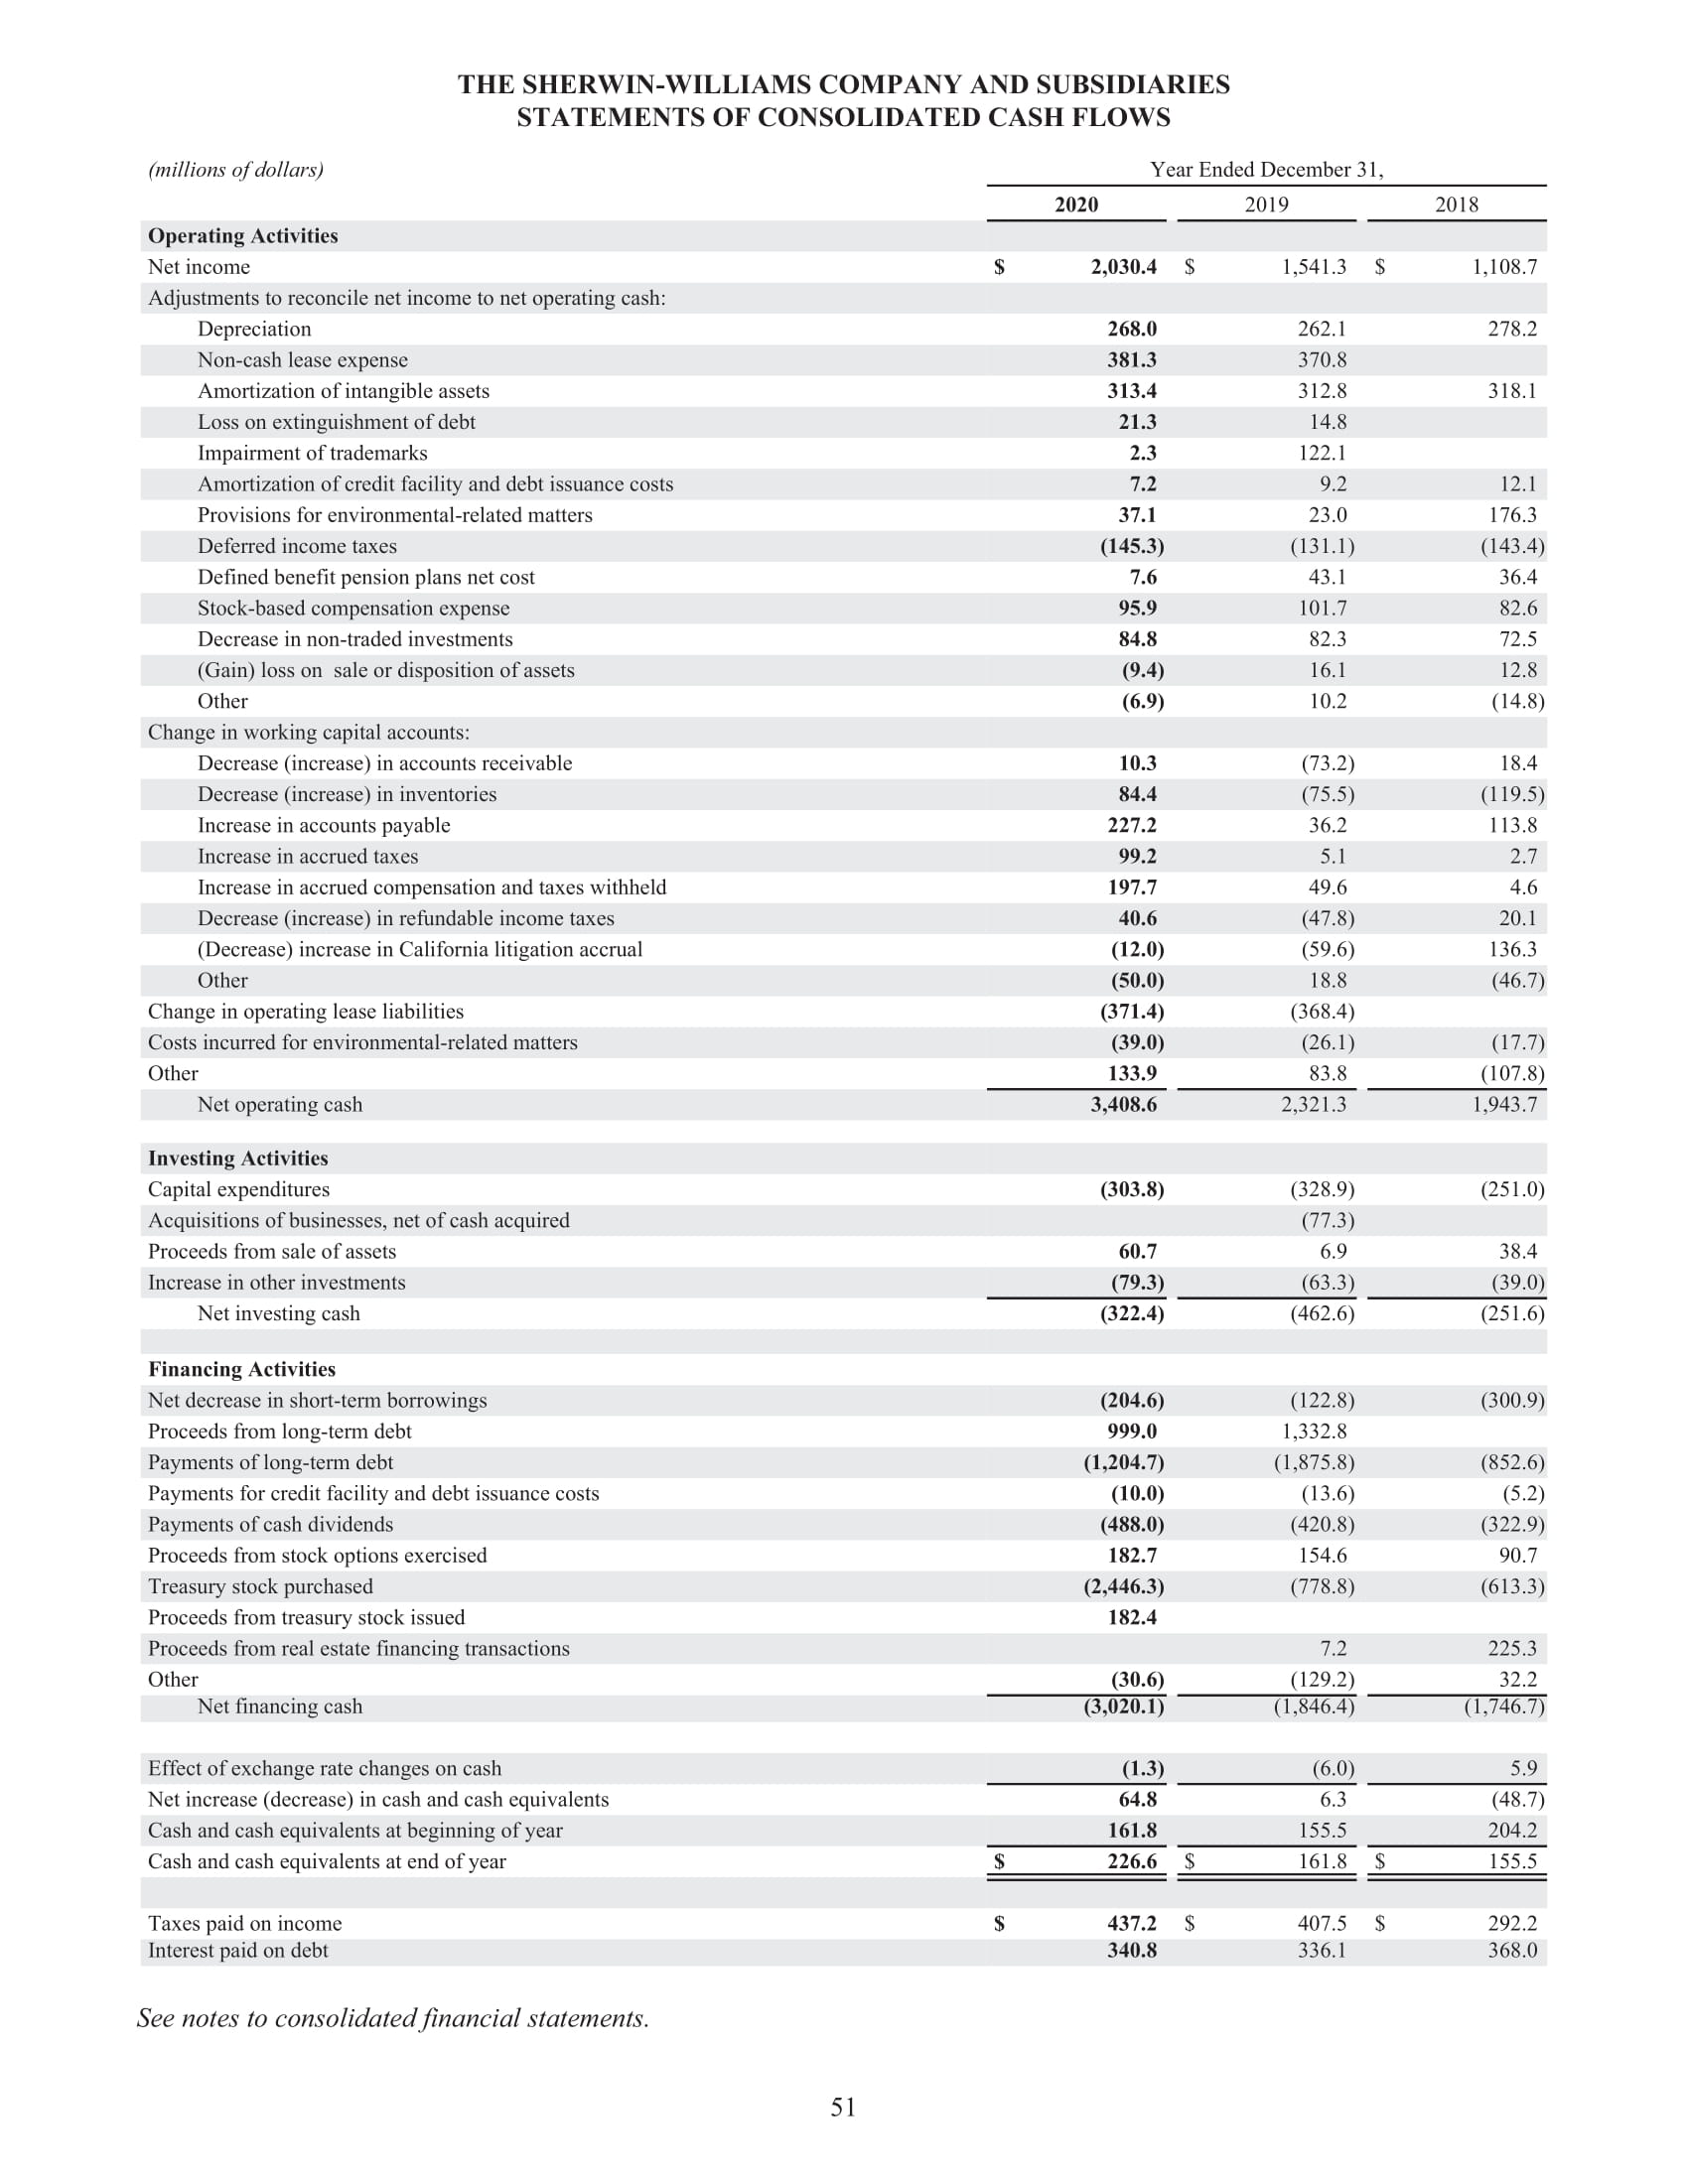 THE SHERWIN-WILLIAMS COMPANY AND SUBSIDIARIES
STATEMENTS OF CONSOLIDATED CASH FLOWS
(millions of dollars) Year Ended December 31,
2020 2019 2018
Operating Activities
Net income $ 2,030.4 $ 1,541.3 $ 1,108.7
Adjustments to reconcile net income to net operating cash:
Depreciation 268.0 262.1 278.2
Non-cash lease expense 381.3 370.8
Amortization of intangible assets 313.4 312.8 318.1
Loss on extinguishment of debt 21.3 14.8
Impairment of trademarks 2.3 122.1
Amortization of credit facility and debt issuance costs 7.2 9.2 12.1
Provisions for environmental-related matters 37.1 23.0 176.3
Deferred income taxes (145.3) (131.1) (143.4)
Defined benefit pension plans net cost 7.6 43.1 36.4
Stock-based compensation expense 95.9 101.7 82.6
Decrease in non-traded investments 84.8 82.3 72.5
(Gain) loss on sale or disposition of assets (9.4) 16.1 12.8
Other (6.9) 10.2 (14.8)
Change in working capital accounts:
Decrease (increase) in accounts receivable 10.3 (73.2) 18.4
Decrease (increase) in inventories 84.4 (75.5) (119.5)
Increase in accounts payable 227.2 36.2 113.8
Increase in accrued taxes 99.2 5.1 2.7
Increase in accrued compensation and taxes withheld 197.7 49.6 4.6
Decrease (increase) in refundable income taxes 40.6 (47.8) 20.1
(Decrease) increase in California litigation accrual (12.0) (59.6) 136.3
Other (50.0) 18.8 (46.7)
Change in operating lease liabilities (371.4) (368.4)
Costs incurred for environmental-related matters (39.0) (26.1) (17.7)
Other 133.9 83.8 (107.8)
Net operating cash 3,408.6 2,321.3 1,943.7
Investing Activities
Capital expenditures (303.8) (328.9) (251.0)
Acquisitions of businesses, net of cash acquired (77.3)
Proceeds from sale of assets 60.7 6.9 38.4
Increase in other investments (79.3) (63.3) (39.0)
Net investing cash (322.4) (462.6) (251.6)
Financing Activities
Net decrease in short-term borrowings (204.6) (122.8) (300.9)
Proceeds from long-term debt 999.0 1,332.8
Payments of long-term debt (1,204.7) (1,875.8) (852.6)
Payments for credit facility and debt issuance costs (10.0) (13.6) (5.2)
Payments of cash dividends (488.0) (420.8) (322.9)
Proceeds from stock options exercised 182.7 154.6 90.7
Treasury stock purchased (2,446.3) (778.8) (613.3)
Proceeds from treasury stock issued 182.4
Proceeds from real estate financing transactions 7.2 225.3
Other (30.6) (129.2) 32.2
Net financing cash (3,020.1) (1,846.4) (1,746.7)
Effect of exchange rate changes on cash (1.3) (6.0) 5.9
Net increase (decrease) in cash and cash equivalents 64.8 6.3 (48.7)
Cash and cash equivalents at beginning of year 161.8 155.5 204.2
Cash and cash equivalents at end of year $ 226.6 $ 161.8 $ 155.5
Taxes paid on income $ 437.2 $ 407.5 $ 292.2
Interest paid on debt 340.8 336.1 368.0
See notes to consolidated financial statements.
51